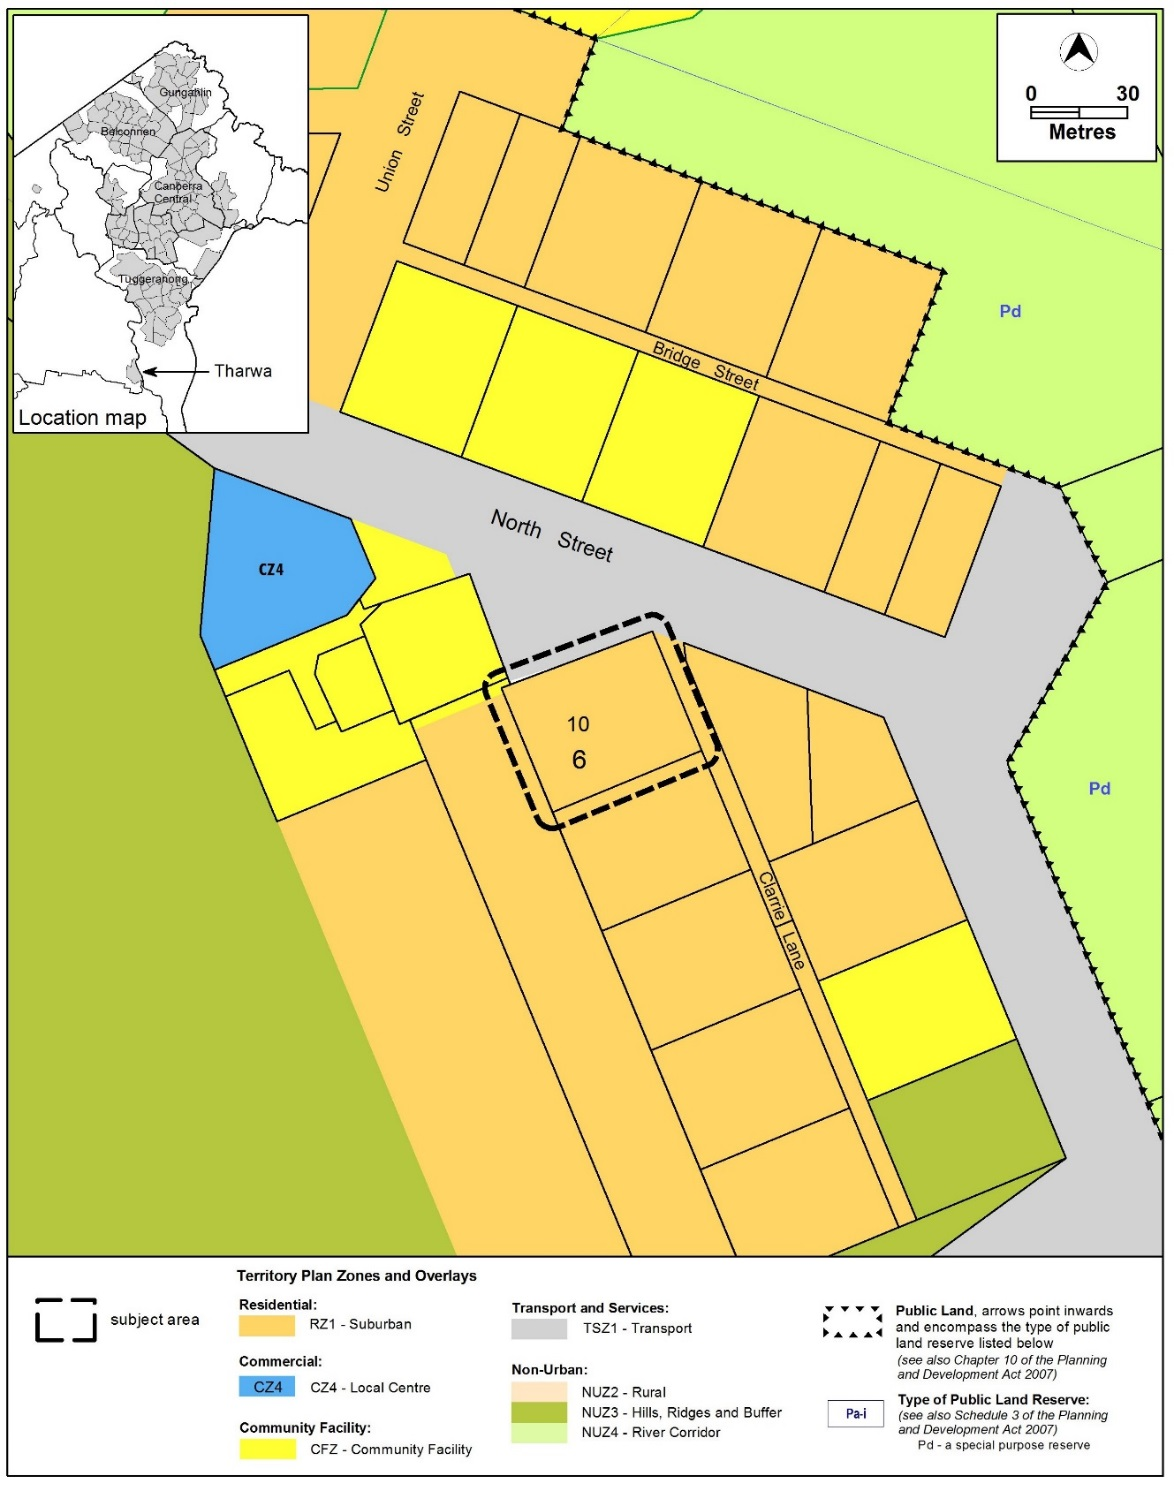 Gungahlin
Belconnen
Canberra
Central
Tuggeranong
Tharwa
Location map
0 30
Metres
Union Street
Pd
Bridge Street
North Street
CZ4
10
6
Pd
Clarrie Lane
Territory Plan Zones and Overlays
subject area
Residential:
RZ1 - Suburban
Commercial:
CZ4 CZ4 - Local Centre
Community Facility:
CFZ - Community Facility
Transport and Services:
TSZ1 - Transport
Non-Urban:
NUZ2 - Rural
NUZ3 - Hills, Ridges and Buffer
NUZ4 - River Corridor
Public Land, arrows point inwards
and encompass the type of public
land reserve listed below
(see also Chapter 10 of the Planning
and Development Act 2007)
Pa-i
Type of Public Land Reserve:
(see also Schedule 3 of the Planning
and Development Act 2007)
Pd - a special purpose reserve